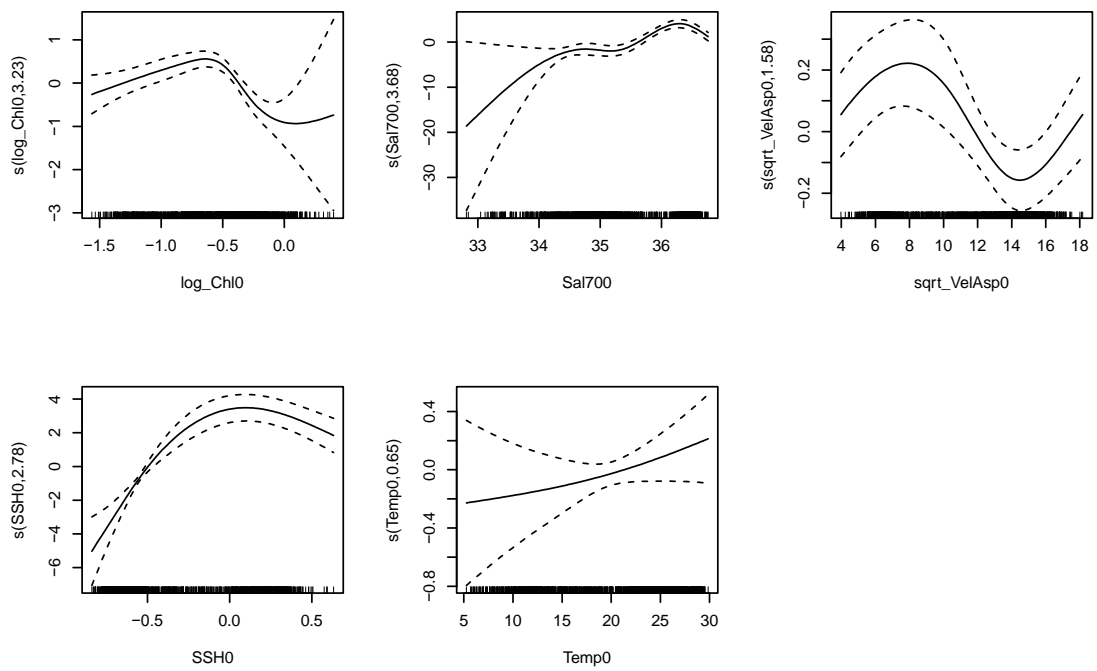 s(log_Chl0,3.23)
1
0
−1
−2
−3
−1.5 −1.0 −0.5 0.0
log_Chl0
s(Sal700,3.68)
0
−10
−20
−30
33 34 35 36
Sal700
s(sqrt_VelAsp0,1.58)
0.2
0.0
−0.2
4 6 8 10 12 14 16 18
sqrt_VelAsp0
s(SSH0,2.78)
4
2
0
−2
−4
−6
−0.5 0.0 0.5
SSH0
s(Temp0,0.65)
0.4
0.0
−0.4
−0.8
5 10 15 20 25 30
Temp0